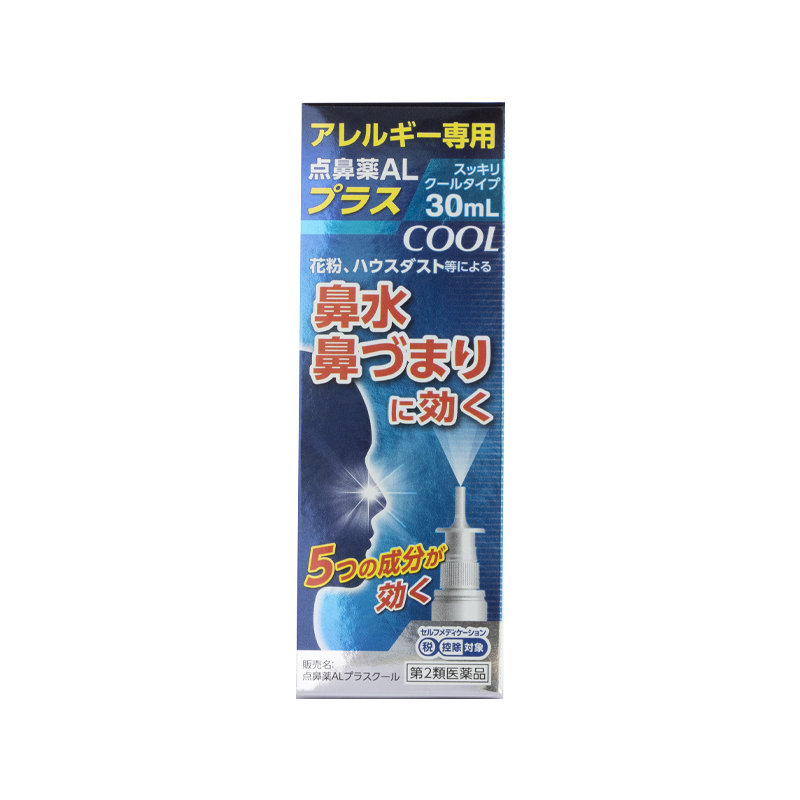 アレルギー専用
点鼻薬AL
プラス
スッキリ
クールタイプ
30mL
COOL
花粉、ハウスダスト等による
鼻水
鼻づまり
に効く
5つの成分が
効く
セルフメディケーション
税 控除 対象
販売名:
点鼻薬ALプラスクール
第2類医薬品